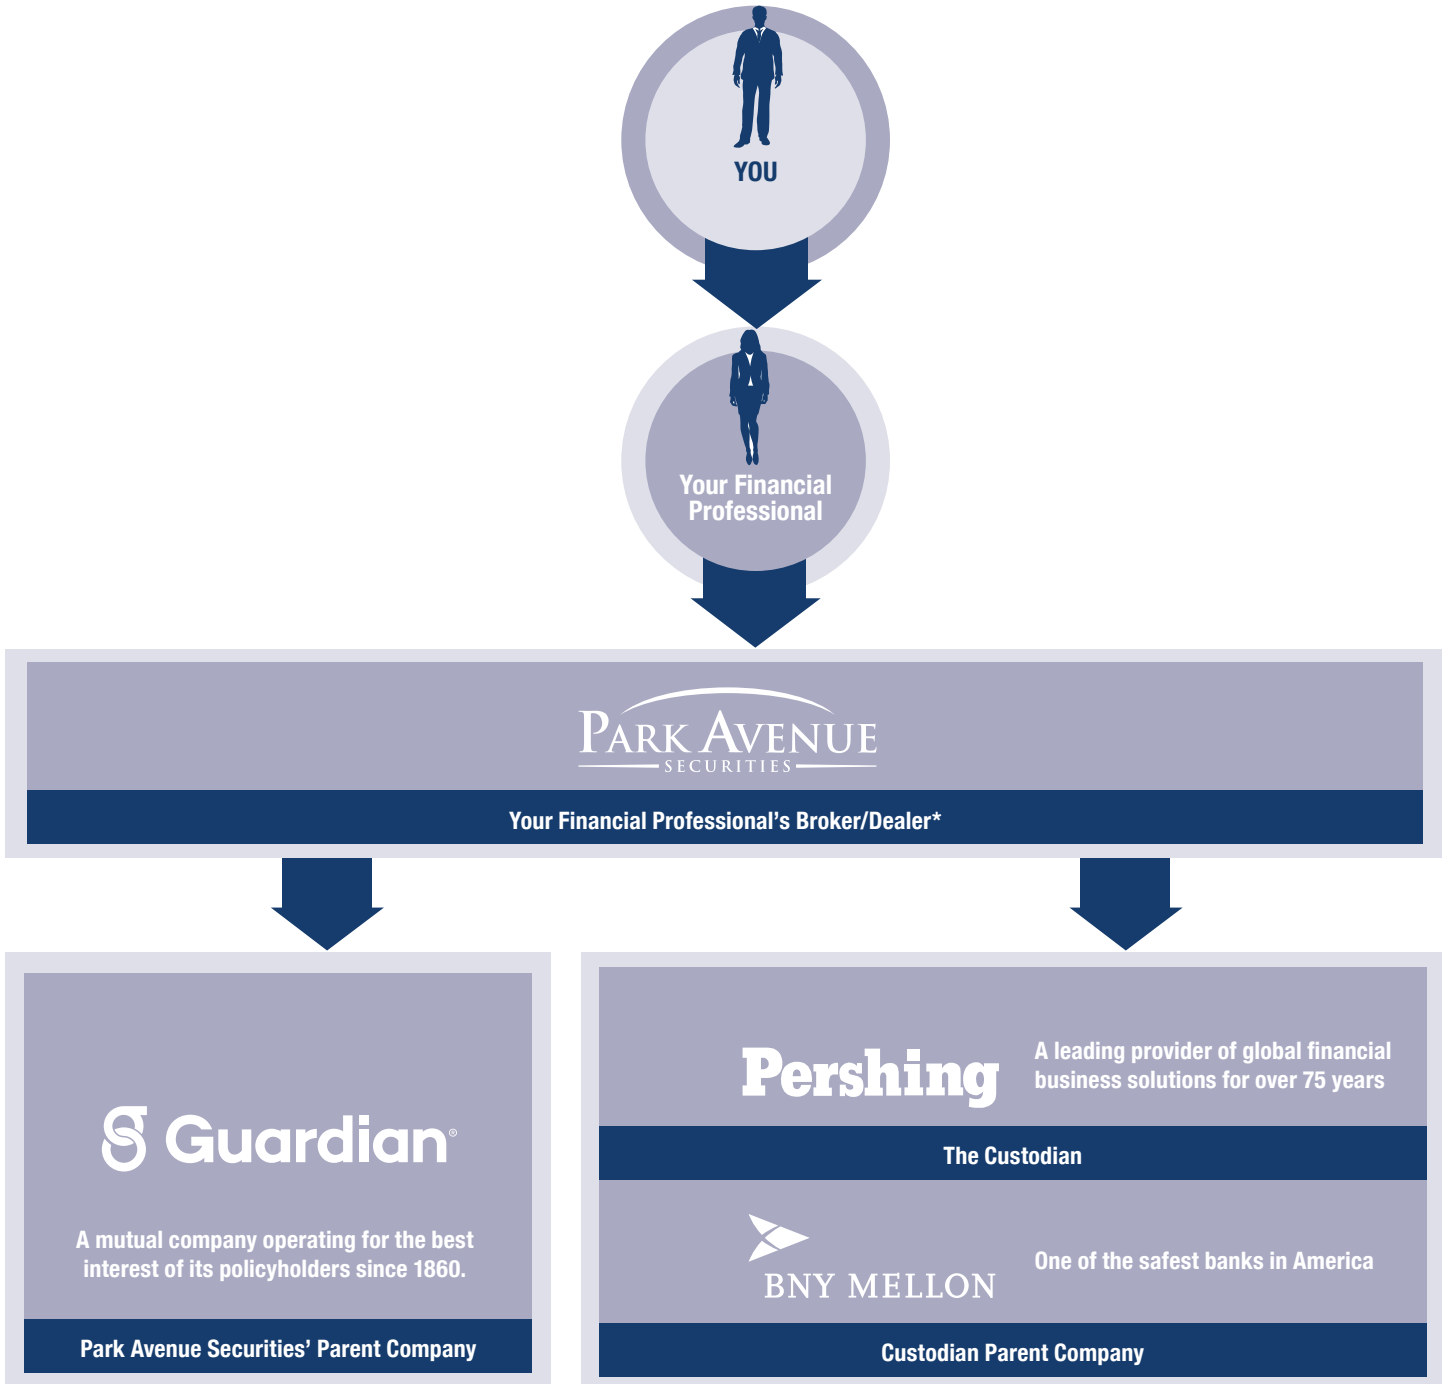 YOU
Your Financial
Professional
PARK AVENUE
SECURITIES
Your Financial Professional’s Broker/Dealer*
Guardian®
A mutual company operating for the best
interest of its policyholders since 1860.
Park Avenue Securities’ Parent Company
Pershing
A leading provider of global financial
business solutions for over 75 years
The Custodian
BNY MELLON
One of the safest banks in America
Custodian Parent Company